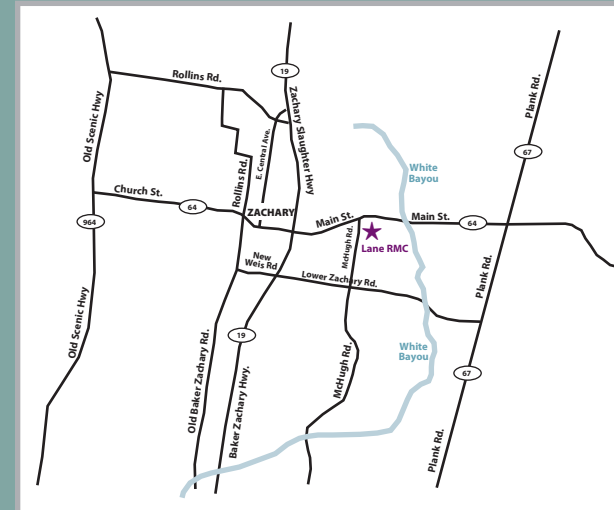 Rollins Rd.
19
Plank Rd.
Old Scenic Hwy
E. Central Ave.
Zachary Slaughter Hwy
67
White
Bayou
Rollins Rd.
Church St.
64
ZACHARY
964
Main St.
Main St.
64
McHugh Rd.
Lane RMC
New
Weis Rd
Lower Zachary Rd.
Plank Rd.
Old Scenic Hwy
19
White
Bayou
Old Baker Zachary Rd.
Baker Zachary Hwy.
McHugh Rd.
67
Plank Rd.